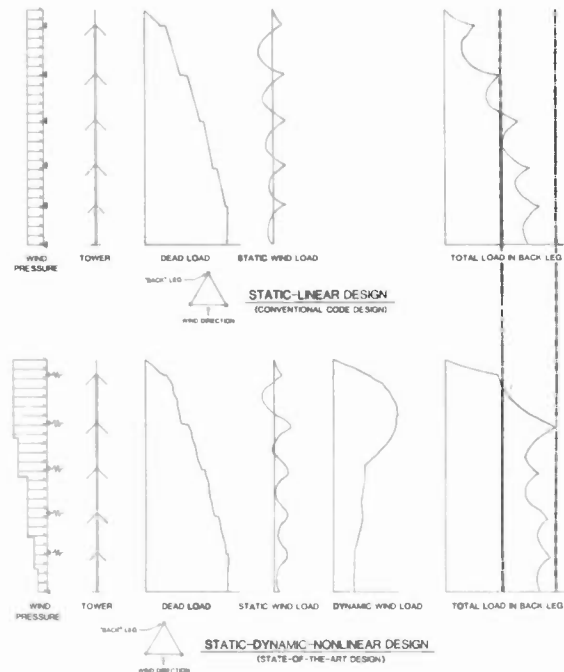 WIND PRESSURE
TOWER
DEAD LOAD
STATIC WIND LOAD
TOTAL LOAD IN BACK LEG
"BACK" LEG
WIND DIRECTION
STATIC-LINEAR DESIGN
(CONVENTIONAL CODE DESIGN)
WIND PRESSURE
TOWER
DEAD LOAD
STATIC WIND LOAD
DYNAMIC WIND LOAD
TOTAL LOAD IN BACK LEG
"BACK" LEG
WIND DIRECTION
STATIC-DYNAMIC-NONLINEAR DESIGN
(STATE-OF-THE-ART DESIGN)